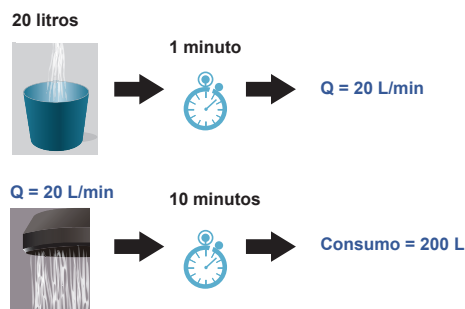 20 litros
1 minuto
Q = 20 L/min
Q = 20 L/min
10 minutos
Consumo = 200 L